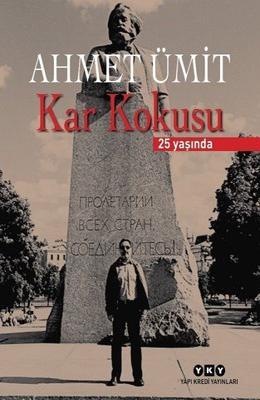 AHMET ÜMİT
Kar Kokusu
25 yaşında
ПРОЛЕТАРИИ
ВСЕХ СТРАН,
СОЕДИНЯЙТЕСЬ!
YKY
YAPI KREDİ YAYINLARI